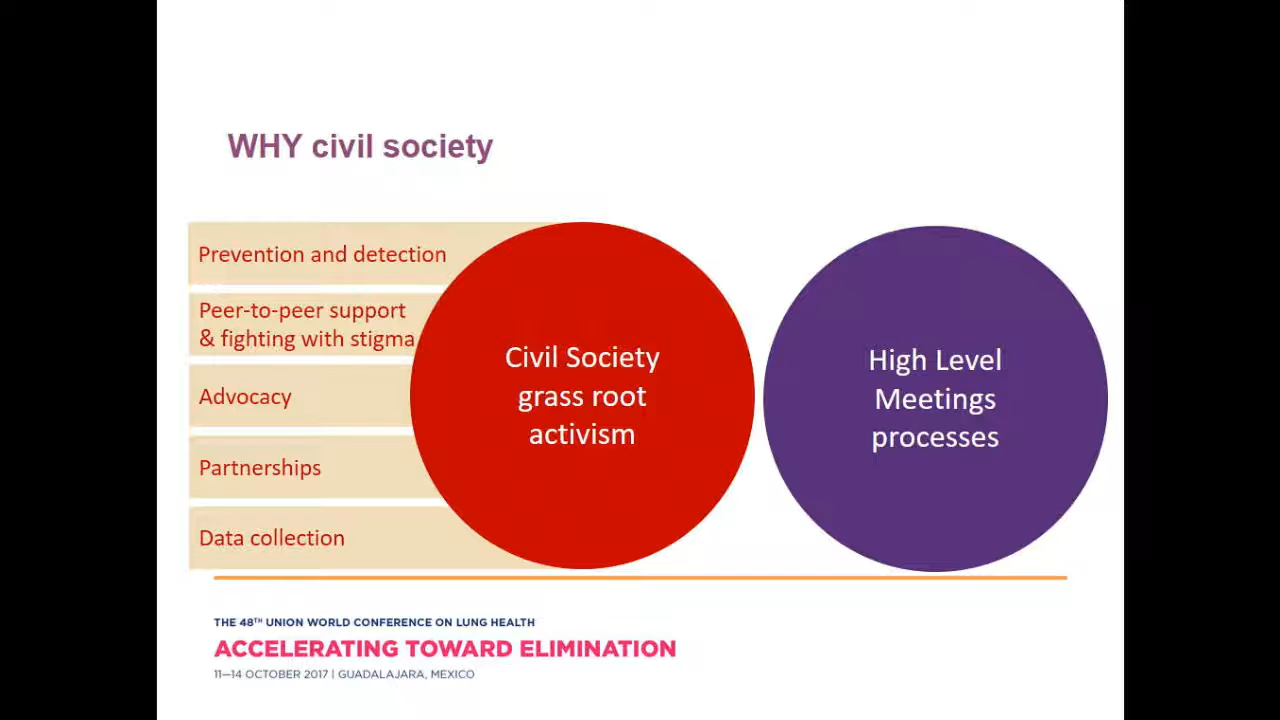 WHY civil society
Prevention and detection
Peer-to-peer support
& fighting with stigma
Advocacy
Partnerships
Data collection
Civil Society
grass root
activism
High Level
Meetings
processes
THE 48TH UNION WORLD CONFERENCE ON LUNG HEALTH
ACCELERATING TOWARD ELIMINATION
11—14 OCTOBER 2017 | GUADALAJARA, MEXICO